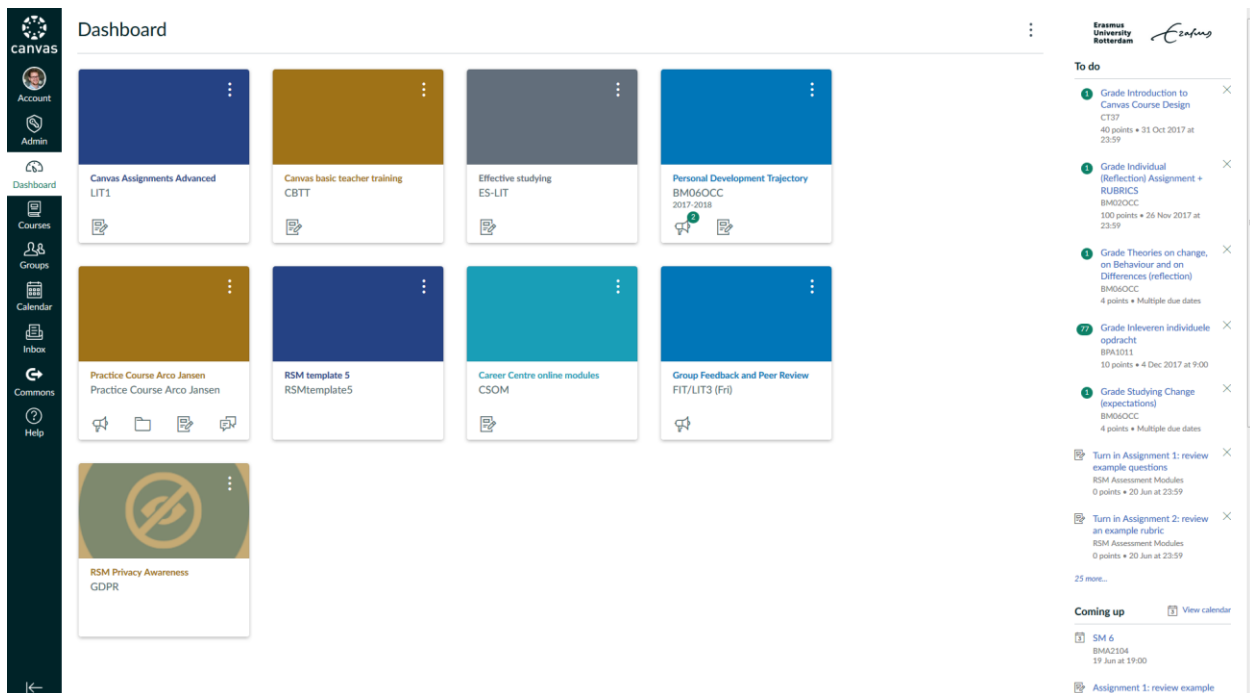 canvas
Account
Admin
Dashboard
Courses
Groups
Calendar
Inbox
Commons
Help
Dashboard
Canvas Assignments Advanced
LIT1
Canvas basic teacher training
CBTT
Effective studying
ES-LIT
Personal Development Trajectory
BM06OCC
2017-2018
2
Practice Course Arco Jansen
Practice Course Arco Jansen
RSM template 5
RSMtemplate5
Career Centre online modules
CSOM
Group Feedback and Peer Review
FIT/LIT3 (Fri)
RSM Privacy Awareness
GDPR
Erasmus
University
Rotterdam
Erafmus
To do
1
Grade Introduction to
Canvas Course Design
CT37
40 points • 31 Oct 2017 at
23:59
1
Grade Individual
(Reflection) Assignment +
RUBRICS
BM02OCC
100 points • 26 Nov 2017 at
23:59
1
Grade Theories on change,
on Behaviour and on
Differences (reflection)
BM06OCC
4 points • Multiple due dates
77
Grade Inleveren individuele
opdracht
BPA1011
10 points • 4 Dec 2017 at 9:00
1
Grade Studying Change
(expectations)
BM06OCC
4 points • Multiple due dates
Turn in Assignment 1: review
example questions
RSM Assessment Modules
0 points • 20 Jun at 23:59
Turn in Assignment 2: review
an example rubric
RSM Assessment Modules
0 points • 20 Jun at 23:59
25 more...
Coming up
View calendar
SM 6
BMA2104
19 Jun at 19:00
Assignment 1: review example